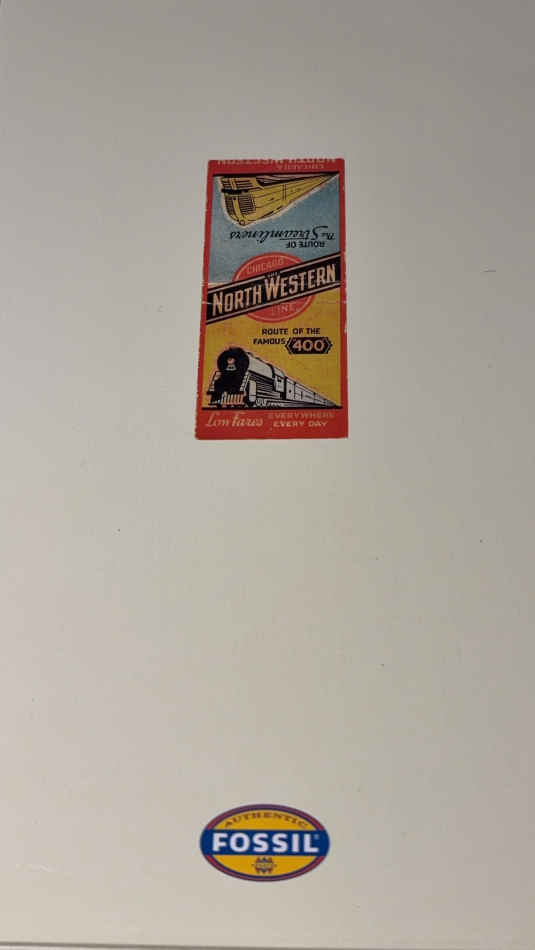 NORTH WESTERN
ROUTE OF
The Streamliners
CHICAGO
AND
NORTH WESTERN
LINE
ROUTE OF THE
FAMOUS "400"
Low Fares EVERYWHERE
EVERY DAY
AUTHENTIC
FOSSIL